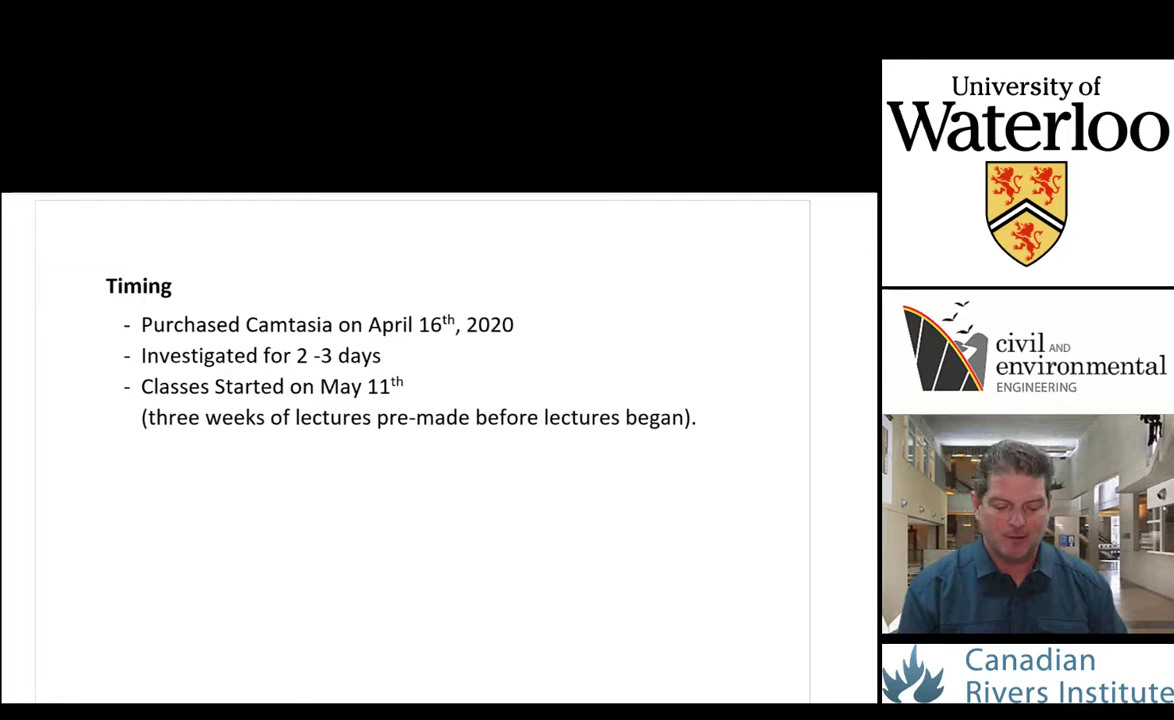 University of
Waterloo
Timing
- Purchased Camtasia on April 16th, 2020
- Investigated for 2 -3 days
- Classes Started on May 11th
(three weeks of lectures pre-made before lectures began).
civil AND
environmental
ENGINEERING
Canadian
Rivers Institute